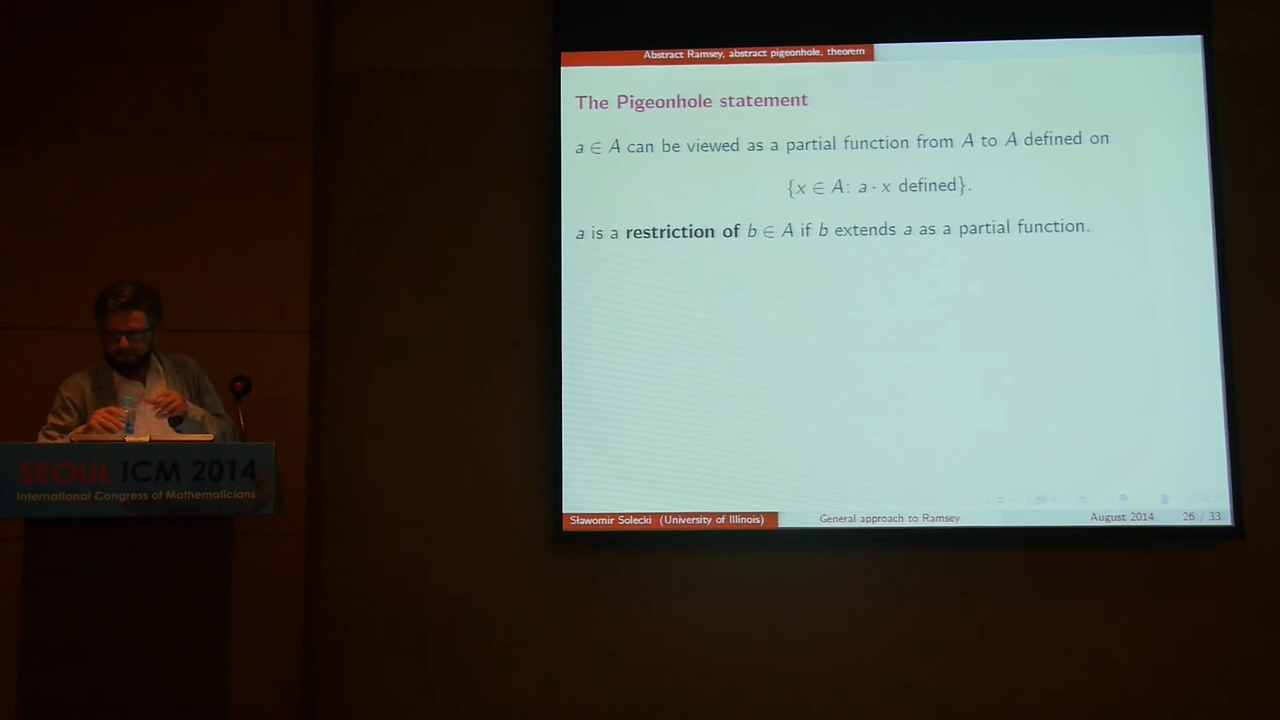 Abstract Ramsey, abstract pigeonhole, theorem
The Pigeonhole statement
a ∈ A can be viewed as a partial function from A to A defined on
{x ∈ A: a · x defined}.
a is a restriction of b ∈ A if b extends a as a partial function.
Sławomir Solecki (University of Illinois)
General approach to Ramsey
August 2014
26 / 33
SEOUL ICM 2014
International Congress of Mathematicians